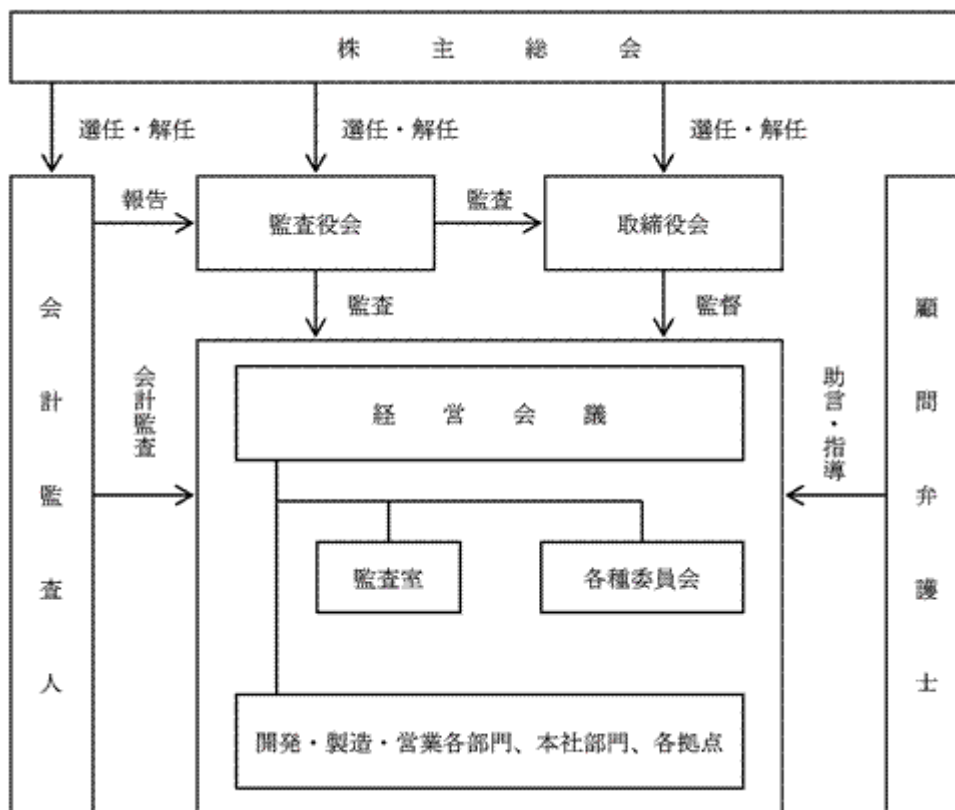 株主総会
選任・解任
選任・解任
選任・解任
会計監査人
報告
監査役会
監査
取締役会
顧問弁護士
監査
監督
会計監査
助言・指導
経営会議
監査室
各種委員会
開発・製造・営業各部門、本社部門、各拠点